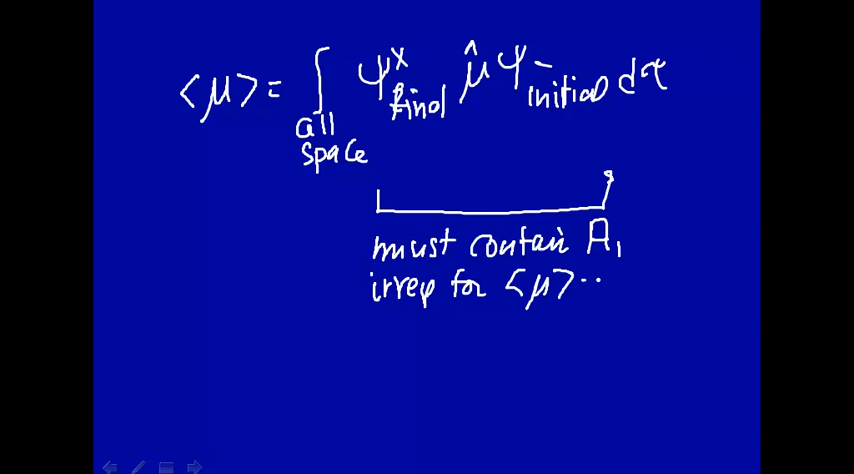 <μ> = ∫ ψ*final μ̂ ψinitial dτ
all
space
must contain A₁
irrep for <μ> ..